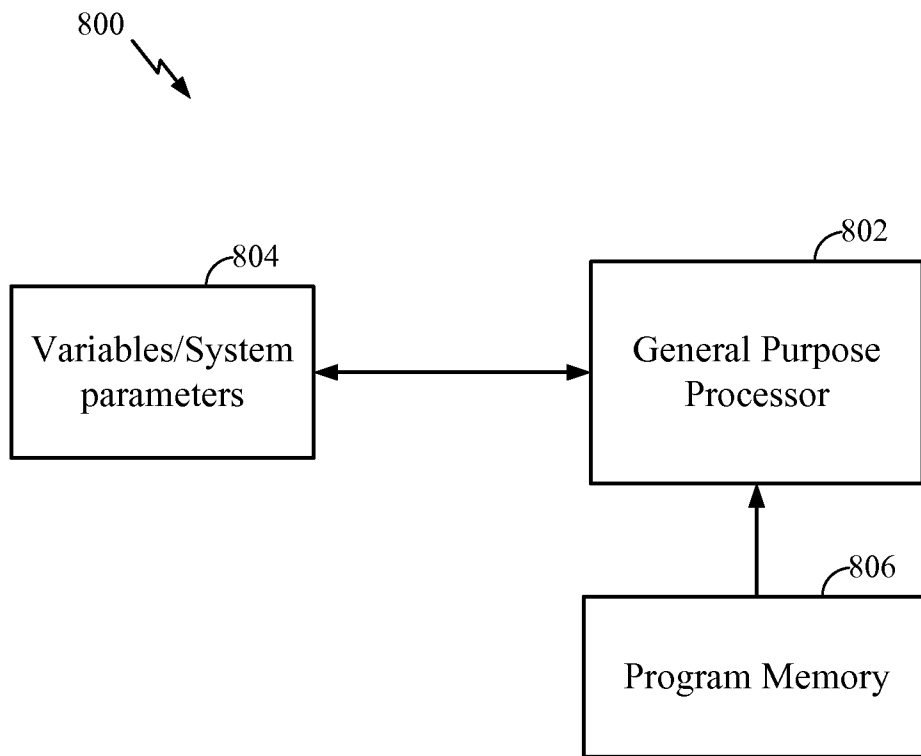 800
804
Variables/System
parameters
802
General Purpose
Processor
806
Program Memory